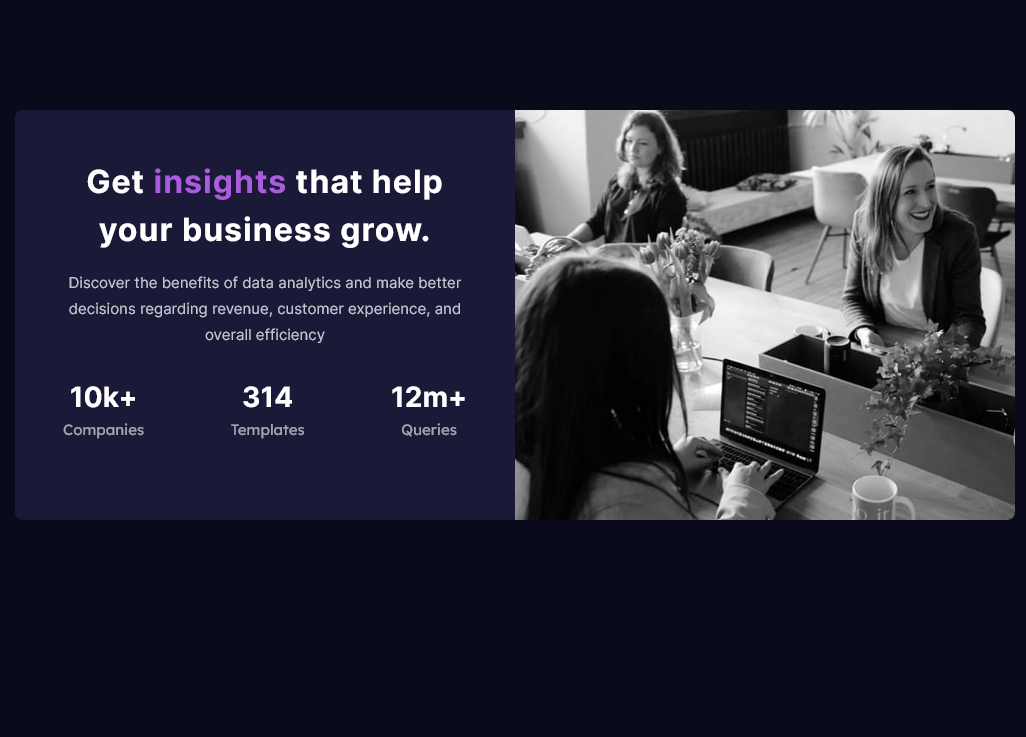 Get insights that help
your business grow.
Discover the benefits of data analytics and make better
decisions regarding revenue, customer experience, and
overall efficiency
10k+ 314 12m+
Companies Templates Queries